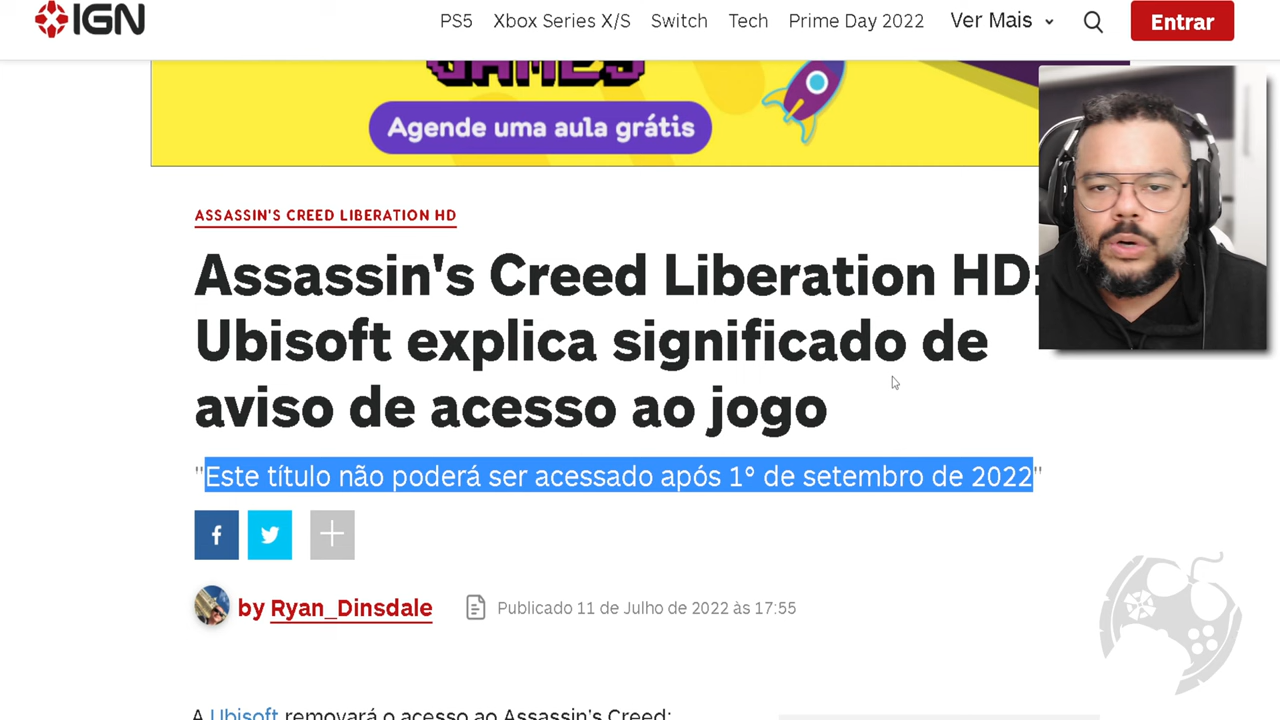 IGN
PS5 Xbox Series X/S Switch Tech Prime Day 2022 Ver Mais Entrar
GAMES
Agende uma aula grátis
ASSASSIN'S CREED LIBERATION HD
Assassin's Creed Liberation HD:
Ubisoft explica significado de
aviso de acesso ao jogo
"Este título não poderá ser acessado após 1º de setembro de 2022"
by Ryan_Dinsdale Publicado 11 de Julho de 2022 às 17:55
A Ubisoft removerá o acesso ao Assassin's Creed: